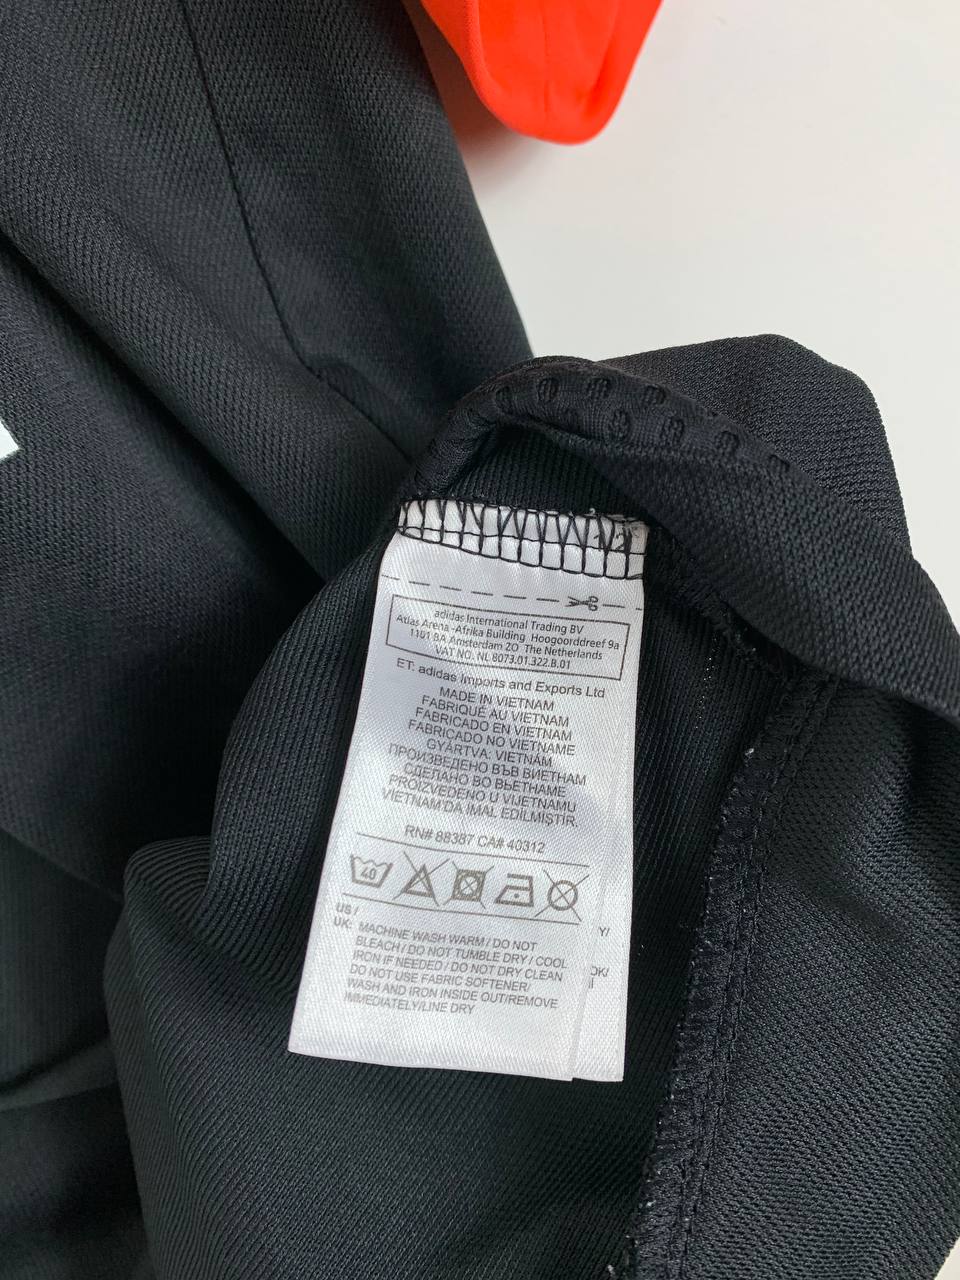 adidas International Trading BV
Atlas Arena -Afrika Building Hoogoorddreef 9a
1101 BA Amsterdam ZO The Netherlands
VAT NO. NL 8073.01.322.B.01
ET: adidas Imports and Exports Ltd
MADE IN VIETNAM
FABRIQUÉ AU VIETNAM
FABRICADO EN VIETNAM
FABRICADO NO VIETNAME
GYÁRTVA: VIETNÁM
ПРОИЗВЕДЕНО ВЪВ ВИЕТНАМ
СДЕЛАНО ВО ВЬЕТНАМЕ
PROIZVEDENO U VIJETNAMU
VIETNAM'DA IMAL EDİLMİŞTİR.
RN# 88387 CA# 40312
40
US /
UK: MACHINE WASH WARM / DO NOT
BLEACH / DO NOT TUMBLE DRY / COOL
IRON IF NEEDED / DO NOT DRY CLEAN
DO NOT USE FABRIC SOFTENER/
WASH AND IRON INSIDE OUT/REMOVE
IMMEDIATELY/LINE DRY
Y/
OK/